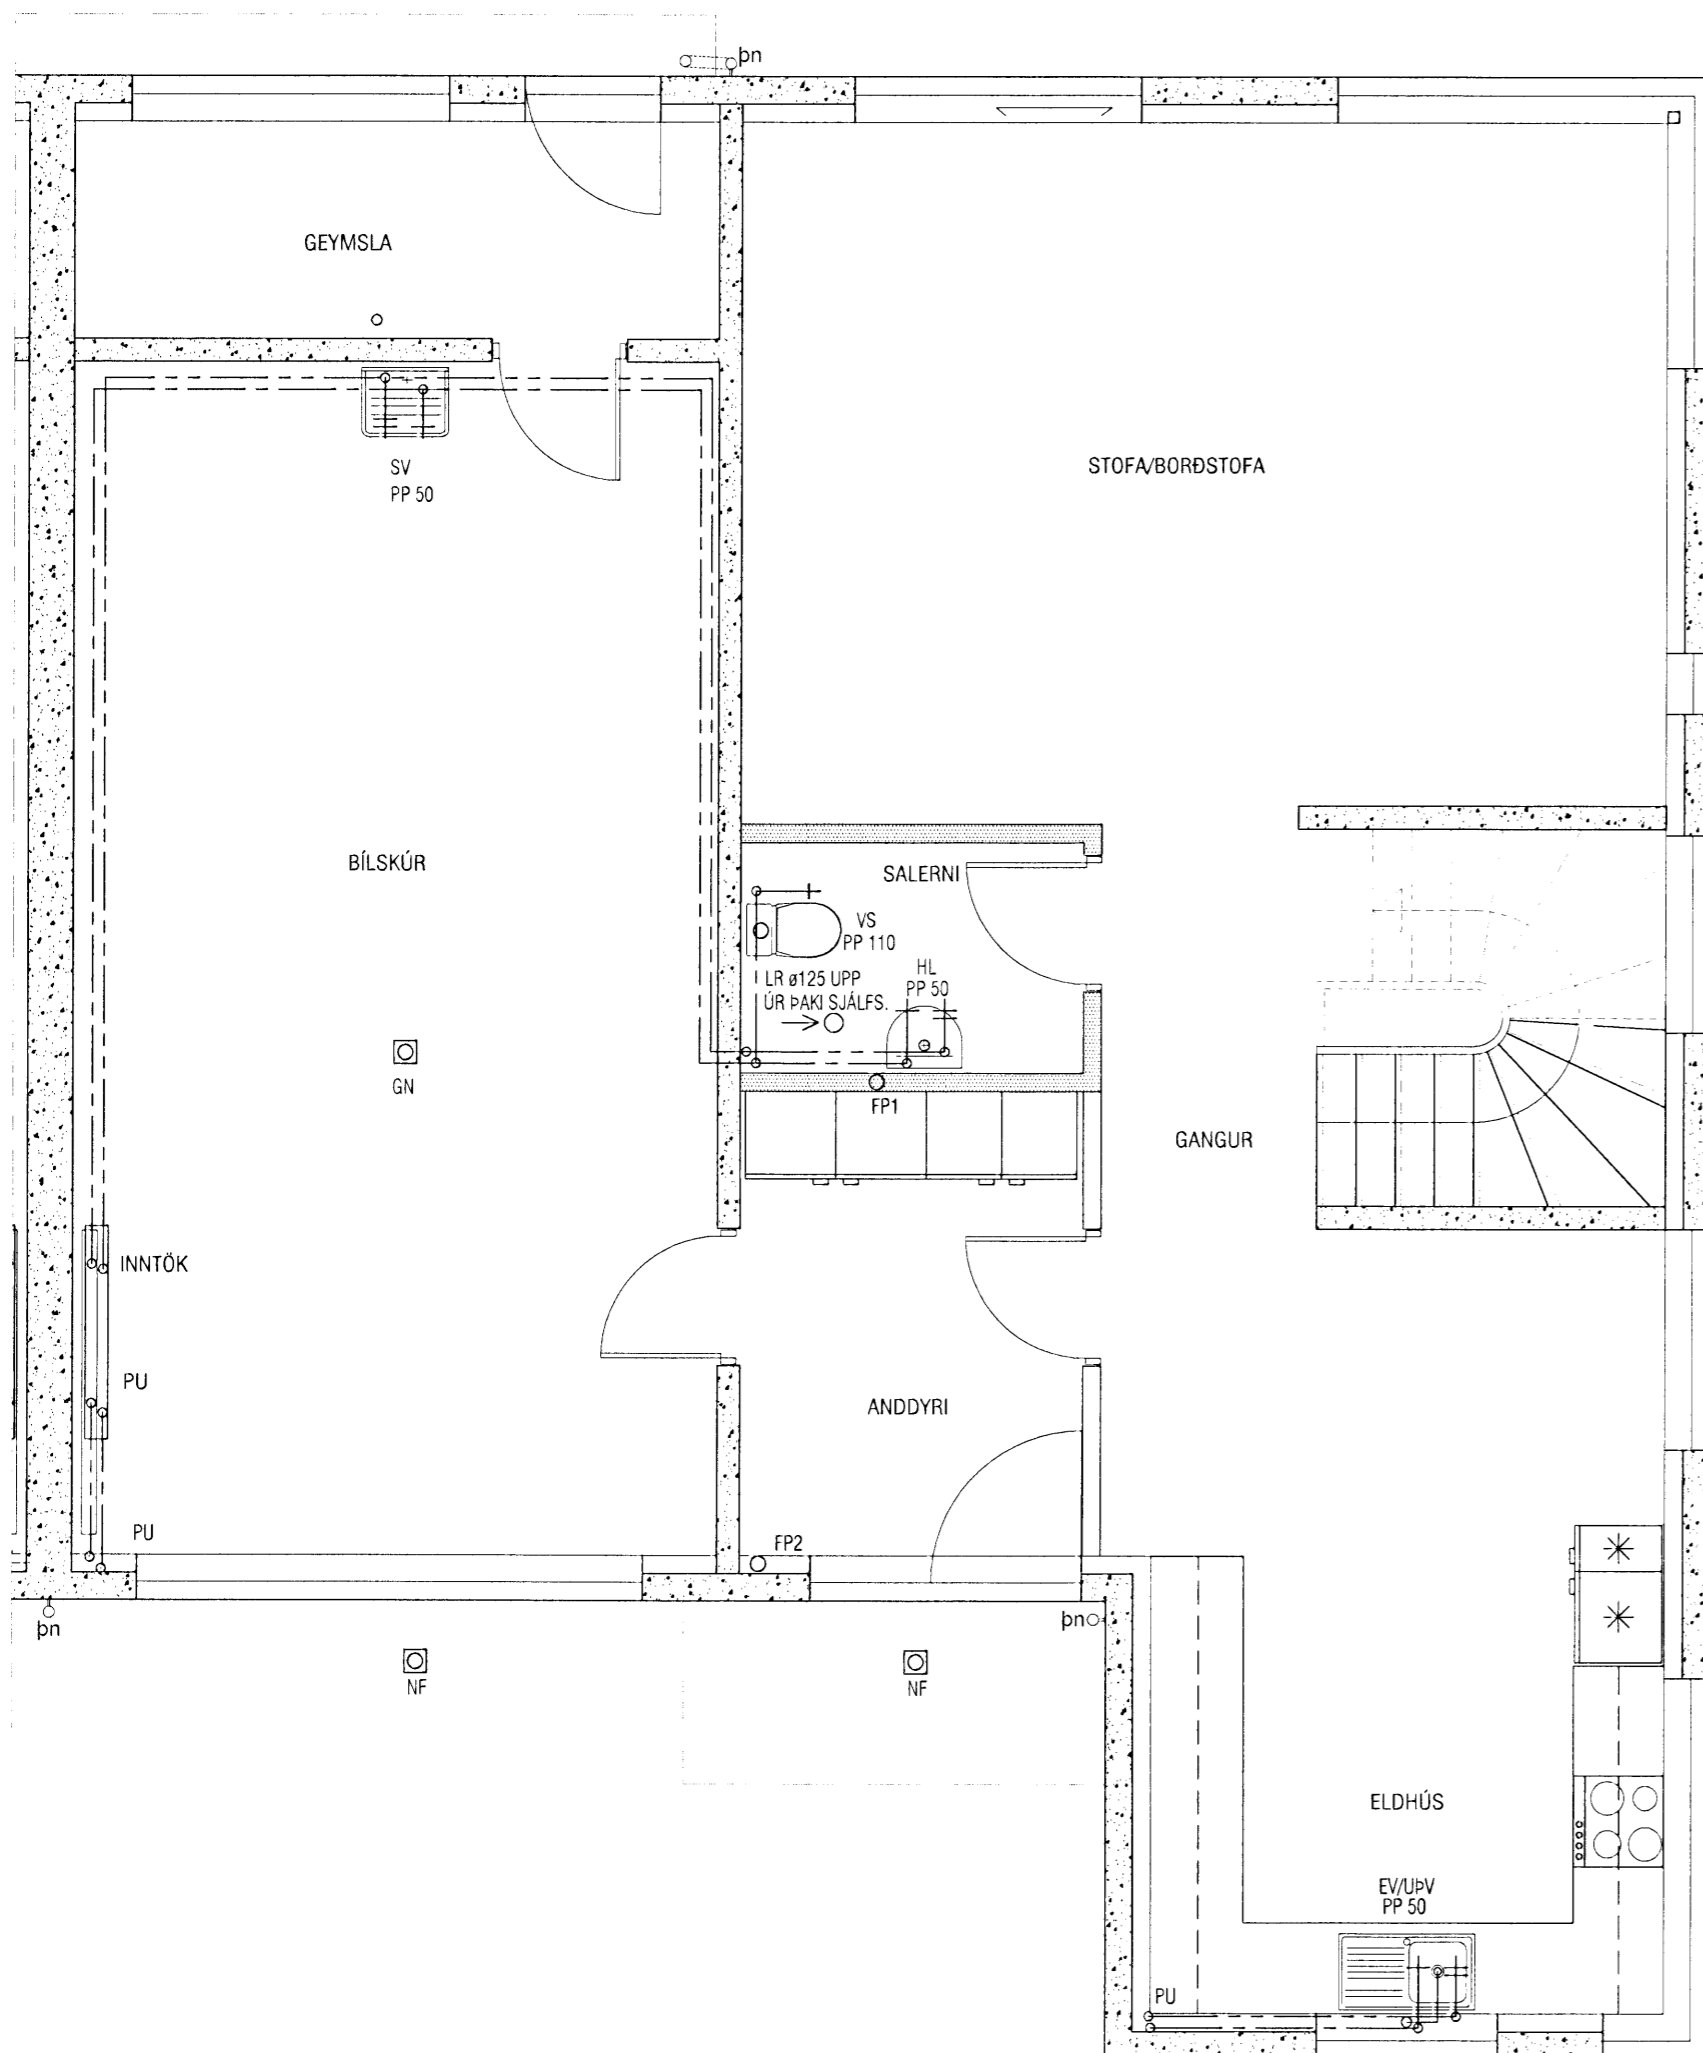 þn
GEYMSLA
SV
PP 50
STOFA/BORÐSTOFA
BÍLSKÚR
SALERNI
VS
PP 110
HL
PP 50
LR ø125 UPP
ÚR ÞAKI SJÁLFS.
GN
FP1
GANGUR
INNTÖK
PU
ANDDYRI
PU
FP2
þn
þn
NF
NF
ELDHÚS
EV/UÞV
PP 50
PU